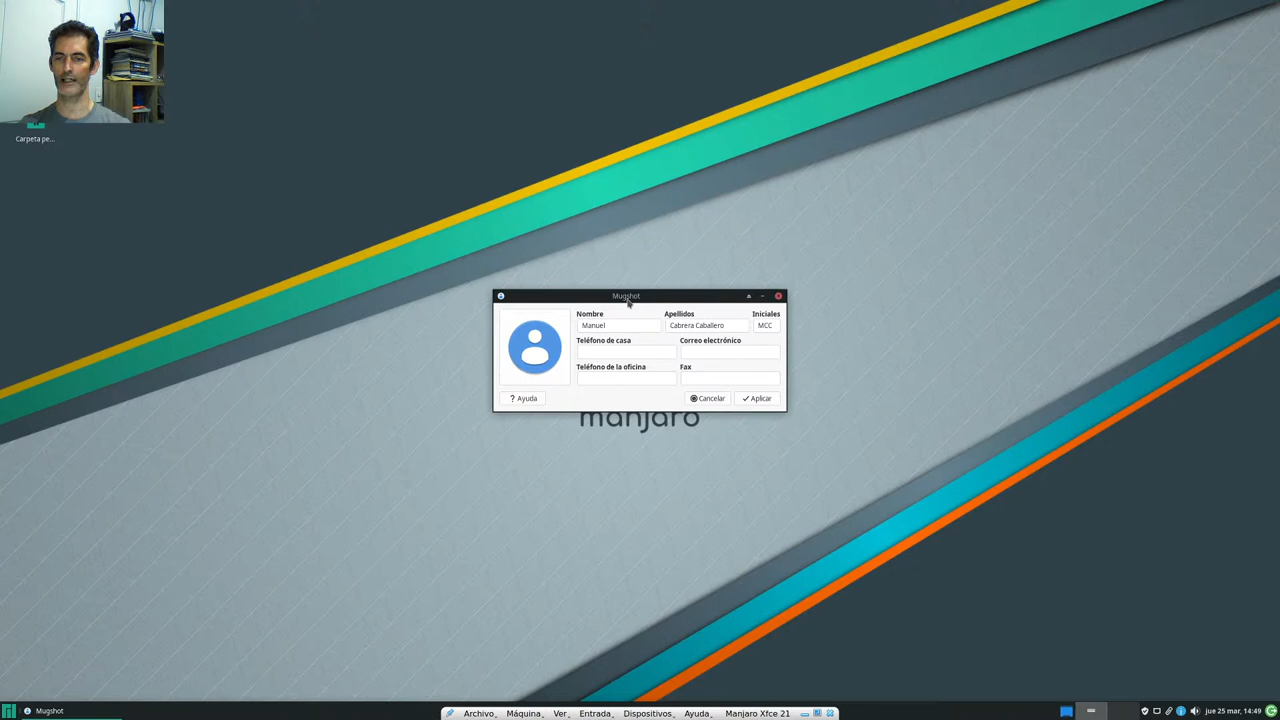 Carpeta pe...
Mugshot
Nombre Apellidos Iniciales
Manuel Cabrera Caballero MCC
Teléfono de casa Correo electrónico
Teléfono de la oficina Fax
? Ayuda Cancelar Aplicar
manjaro
Mugshot
Archivo Máquina Ver Entrada Dispositivos Ayuda Manjaro Xfce 21
jue 25 mar, 14:49